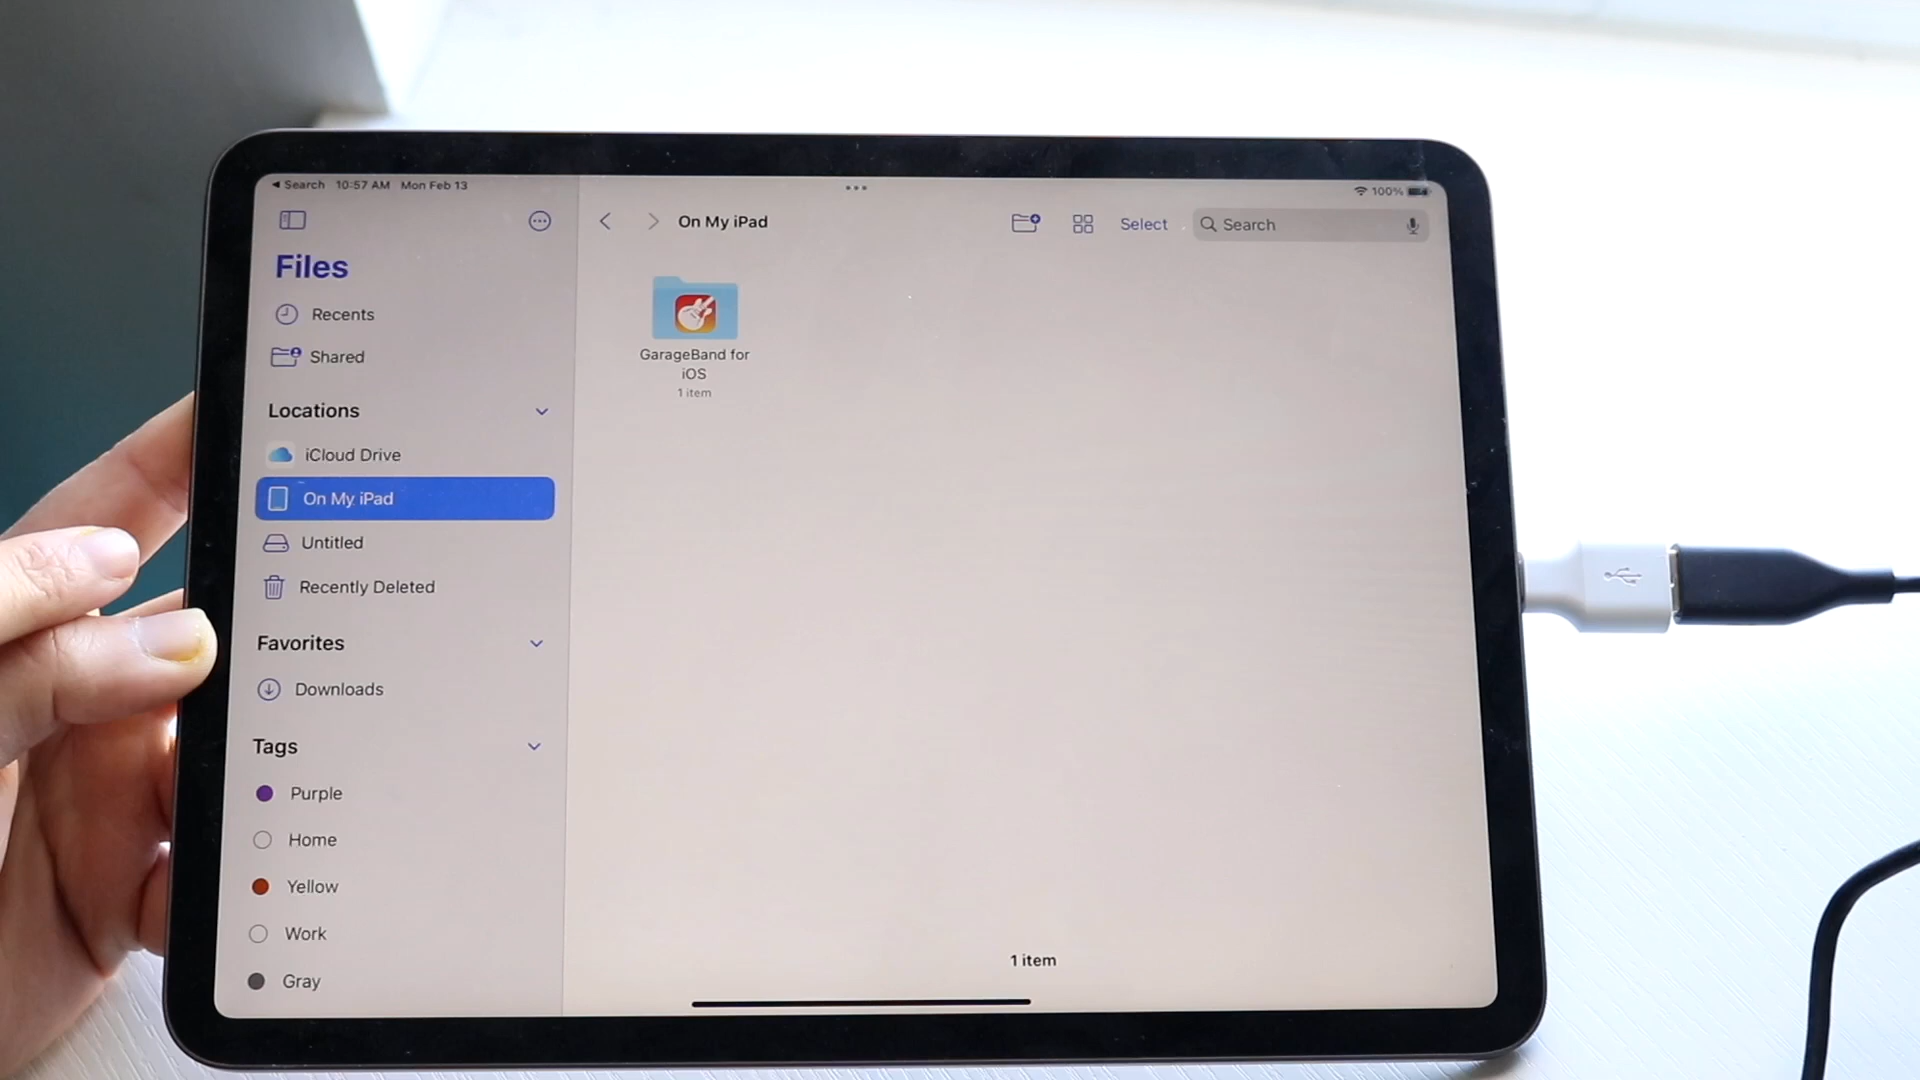 Search 10:57 AM Mon Feb 13
100%
Files
Recents
Shared
Locations
iCloud Drive
On My iPad
Untitled
Recently Deleted
Favorites
Downloads
Tags
Purple
Home
Yellow
Work
Gray
On My iPad
Select
Search
GarageBand for
iOS
1 item
1 item